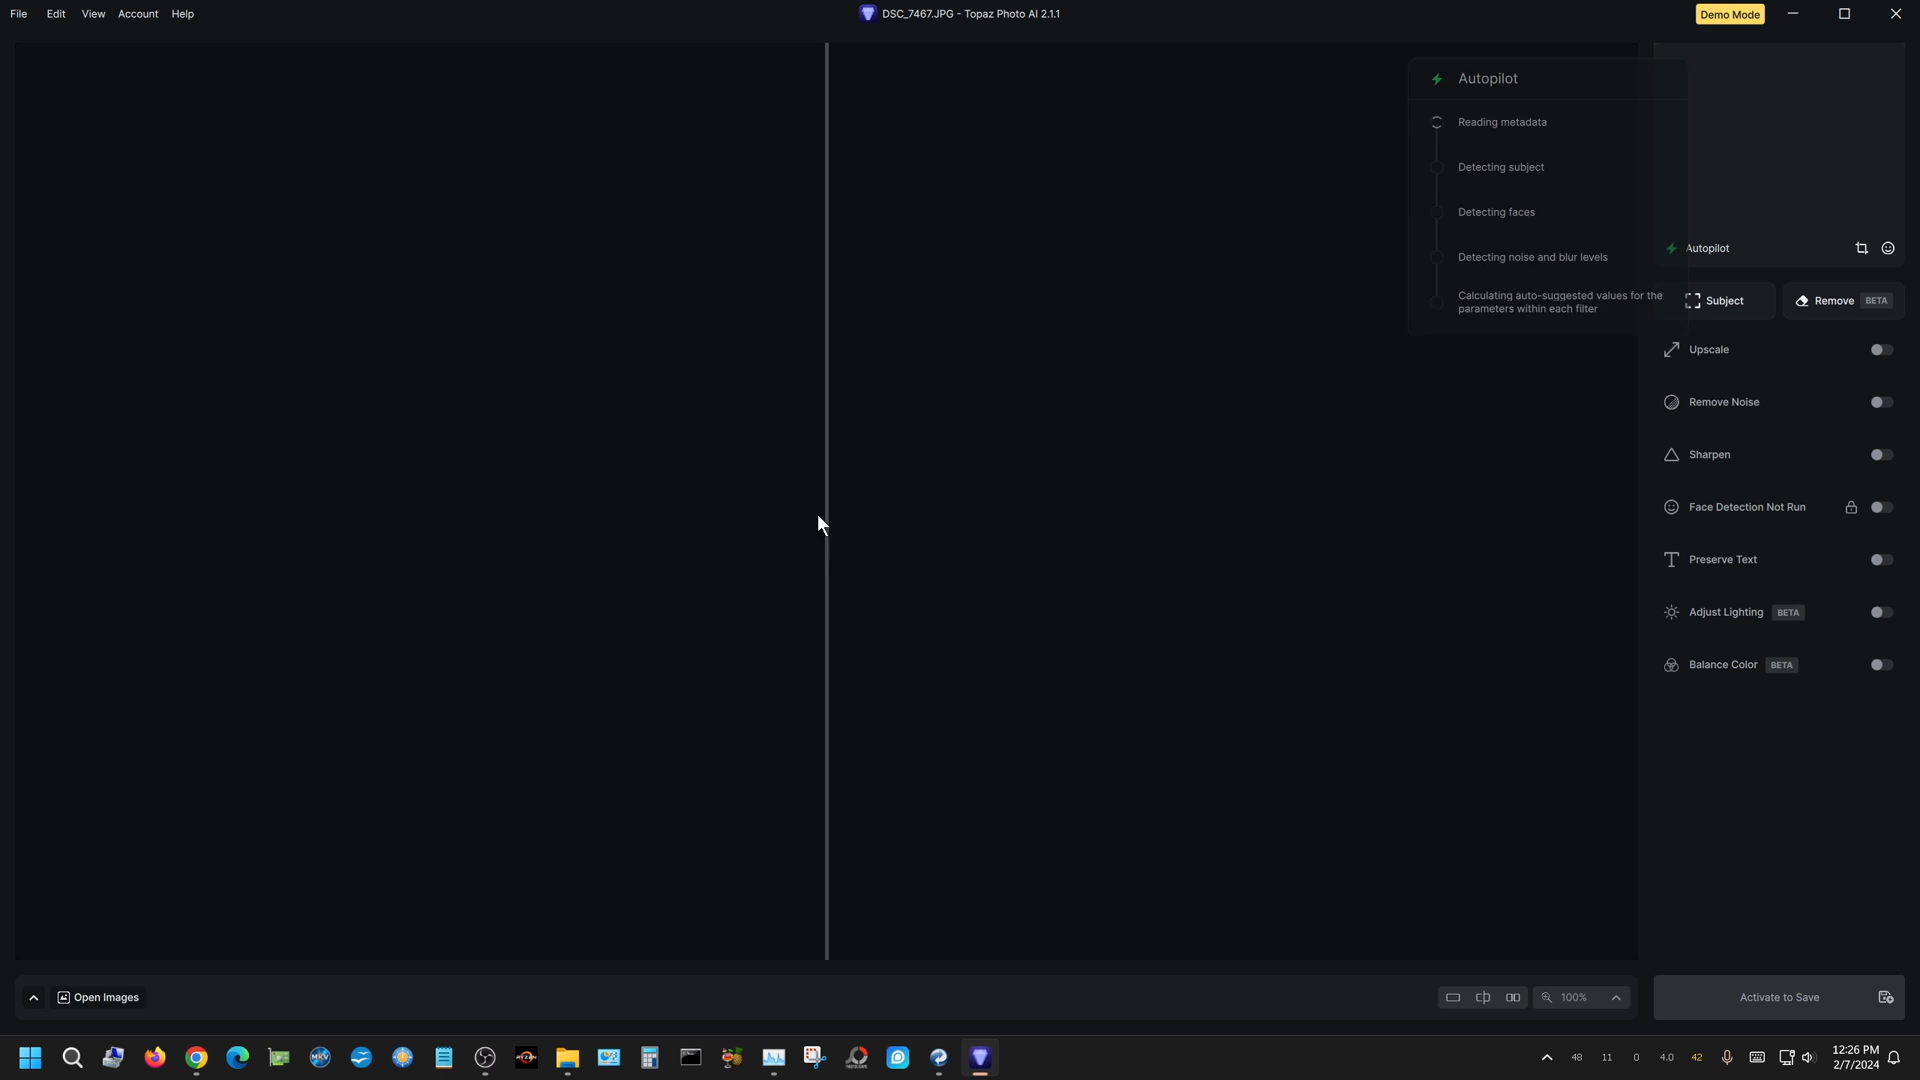 File Edit View Account Help
DSC_7467.JPG - Topaz Photo AI 2.1.1
Demo Mode
Autopilot
Reading metadata
Detecting subject
Detecting faces
Detecting noise and blur levels
Calculating auto-suggested values for the
parameters within each filter
Autopilot
Subject
Remove BETA
Upscale
Remove Noise
Sharpen
Face Detection Not Run
Preserve Text
Adjust Lighting BETA
Balance Color BETA
Open Images
100%
Activate to Save
MKV
RYZEN
48 11 0 4.0 42
12:26 PM
2/7/2024